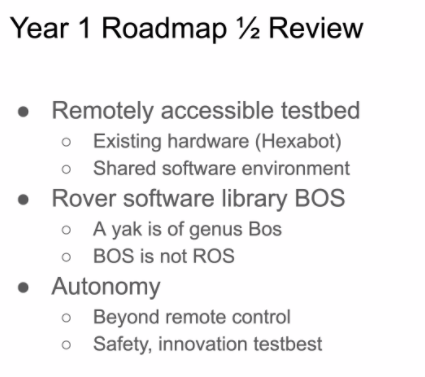 Year 1 Roadmap ½ Review
● Remotely accessible testbed
○ Existing hardware (Hexabot)
○ Shared software environment
● Rover software library BOS
○ A yak is of genus Bos
○ BOS is not ROS
● Autonomy
○ Beyond remote control
○ Safety, innovation testbest